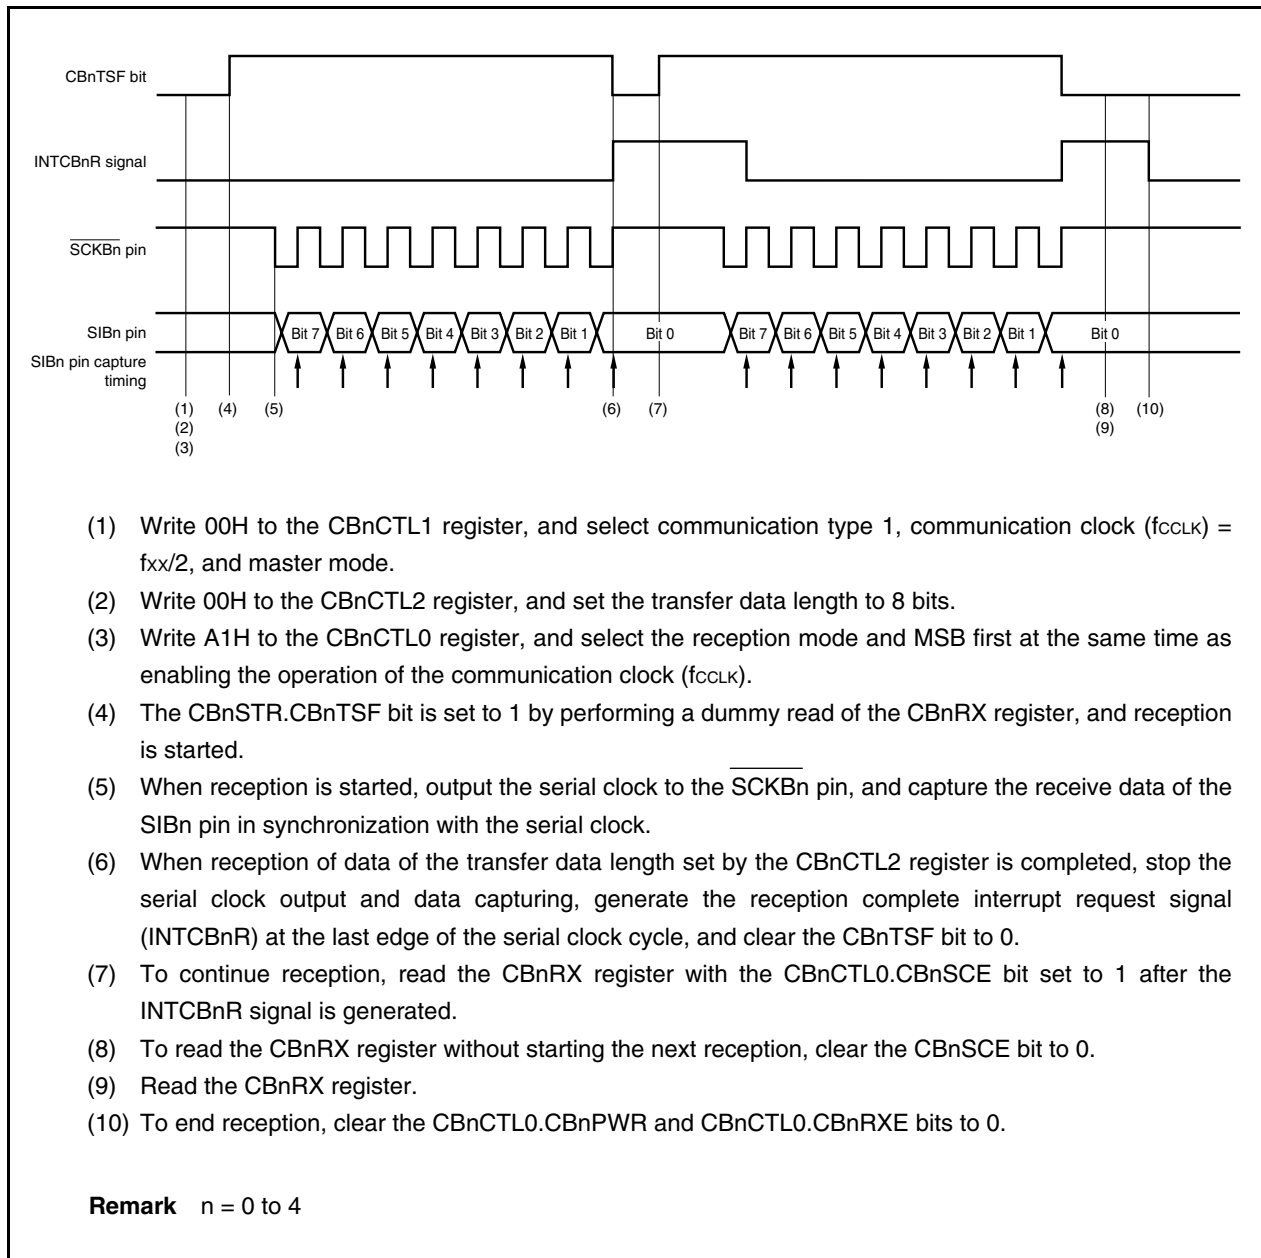 CBnTSF bit
INTCBnR signal
SCKBn pin
SIBn pin
Bit 7 Bit 6 Bit 5 Bit 4 Bit 3 Bit 2 Bit 1 Bit 0 Bit 7 Bit 6 Bit 5 Bit 4 Bit 3 Bit 2 Bit 1 Bit 0
SIBn pin capture
timing
(1) (4) (5) (6) (7) (8) (10)
(2) (9)
(3)
(1) Write 00H to the CBnCTL1 register, and select communication type 1, communication clock (fCCLK) =
fXX/2, and master mode.
(2) Write 00H to the CBnCTL2 register, and set the transfer data length to 8 bits.
(3) Write A1H to the CBnCTL0 register, and select the reception mode and MSB first at the same time as
enabling the operation of the communication clock (fCCLK).
(4) The CBnSTR.CBnTSF bit is set to 1 by performing a dummy read of the CBnRX register, and reception
is started.
(5) When reception is started, output the serial clock to the SCKBn pin, and capture the receive data of the
SIBn pin in synchronization with the serial clock.
(6) When reception of data of the transfer data length set by the CBnCTL2 register is completed, stop the
serial clock output and data capturing, generate the reception complete interrupt request signal
(INTCBnR) at the last edge of the serial clock cycle, and clear the CBnTSF bit to 0.
(7) To continue reception, read the CBnRX register with the CBnCTL0.CBnSCE bit set to 1 after the
INTCBnR signal is generated.
(8) To read the CBnRX register without starting the next reception, clear the CBnSCE bit to 0.
(9) Read the CBnRX register.
(10) To end reception, clear the CBnCTL0.CBnPWR and CBnCTL0.CBnRXE bits to 0.
Remark n = 0 to 4